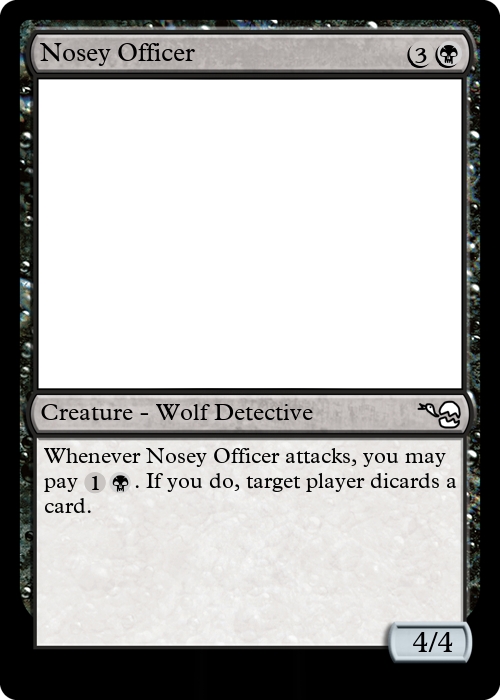 Nosey Officer
3
Creature - Wolf Detective
Whenever Nosey Officer attacks, you may
pay 1 . If you do, target player dicards a
card.
4/4